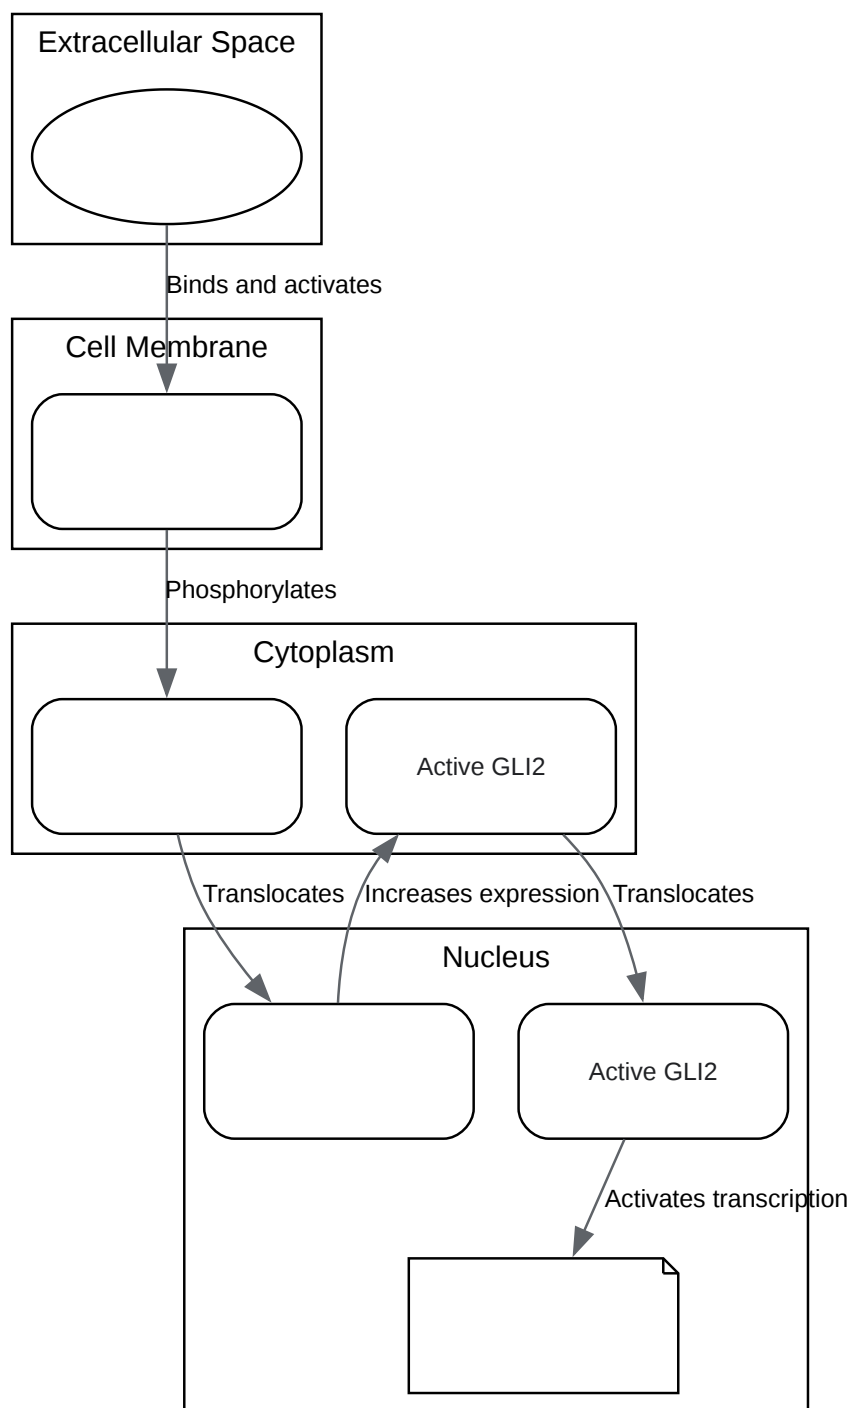 Extracellular Space
Binds and activates
Cell Membrane
Phosphorylates
Cytoplasm
Active GLI2
Translocates
Increases expression
Translocates
Nucleus
Active GLI2
Activates transcription